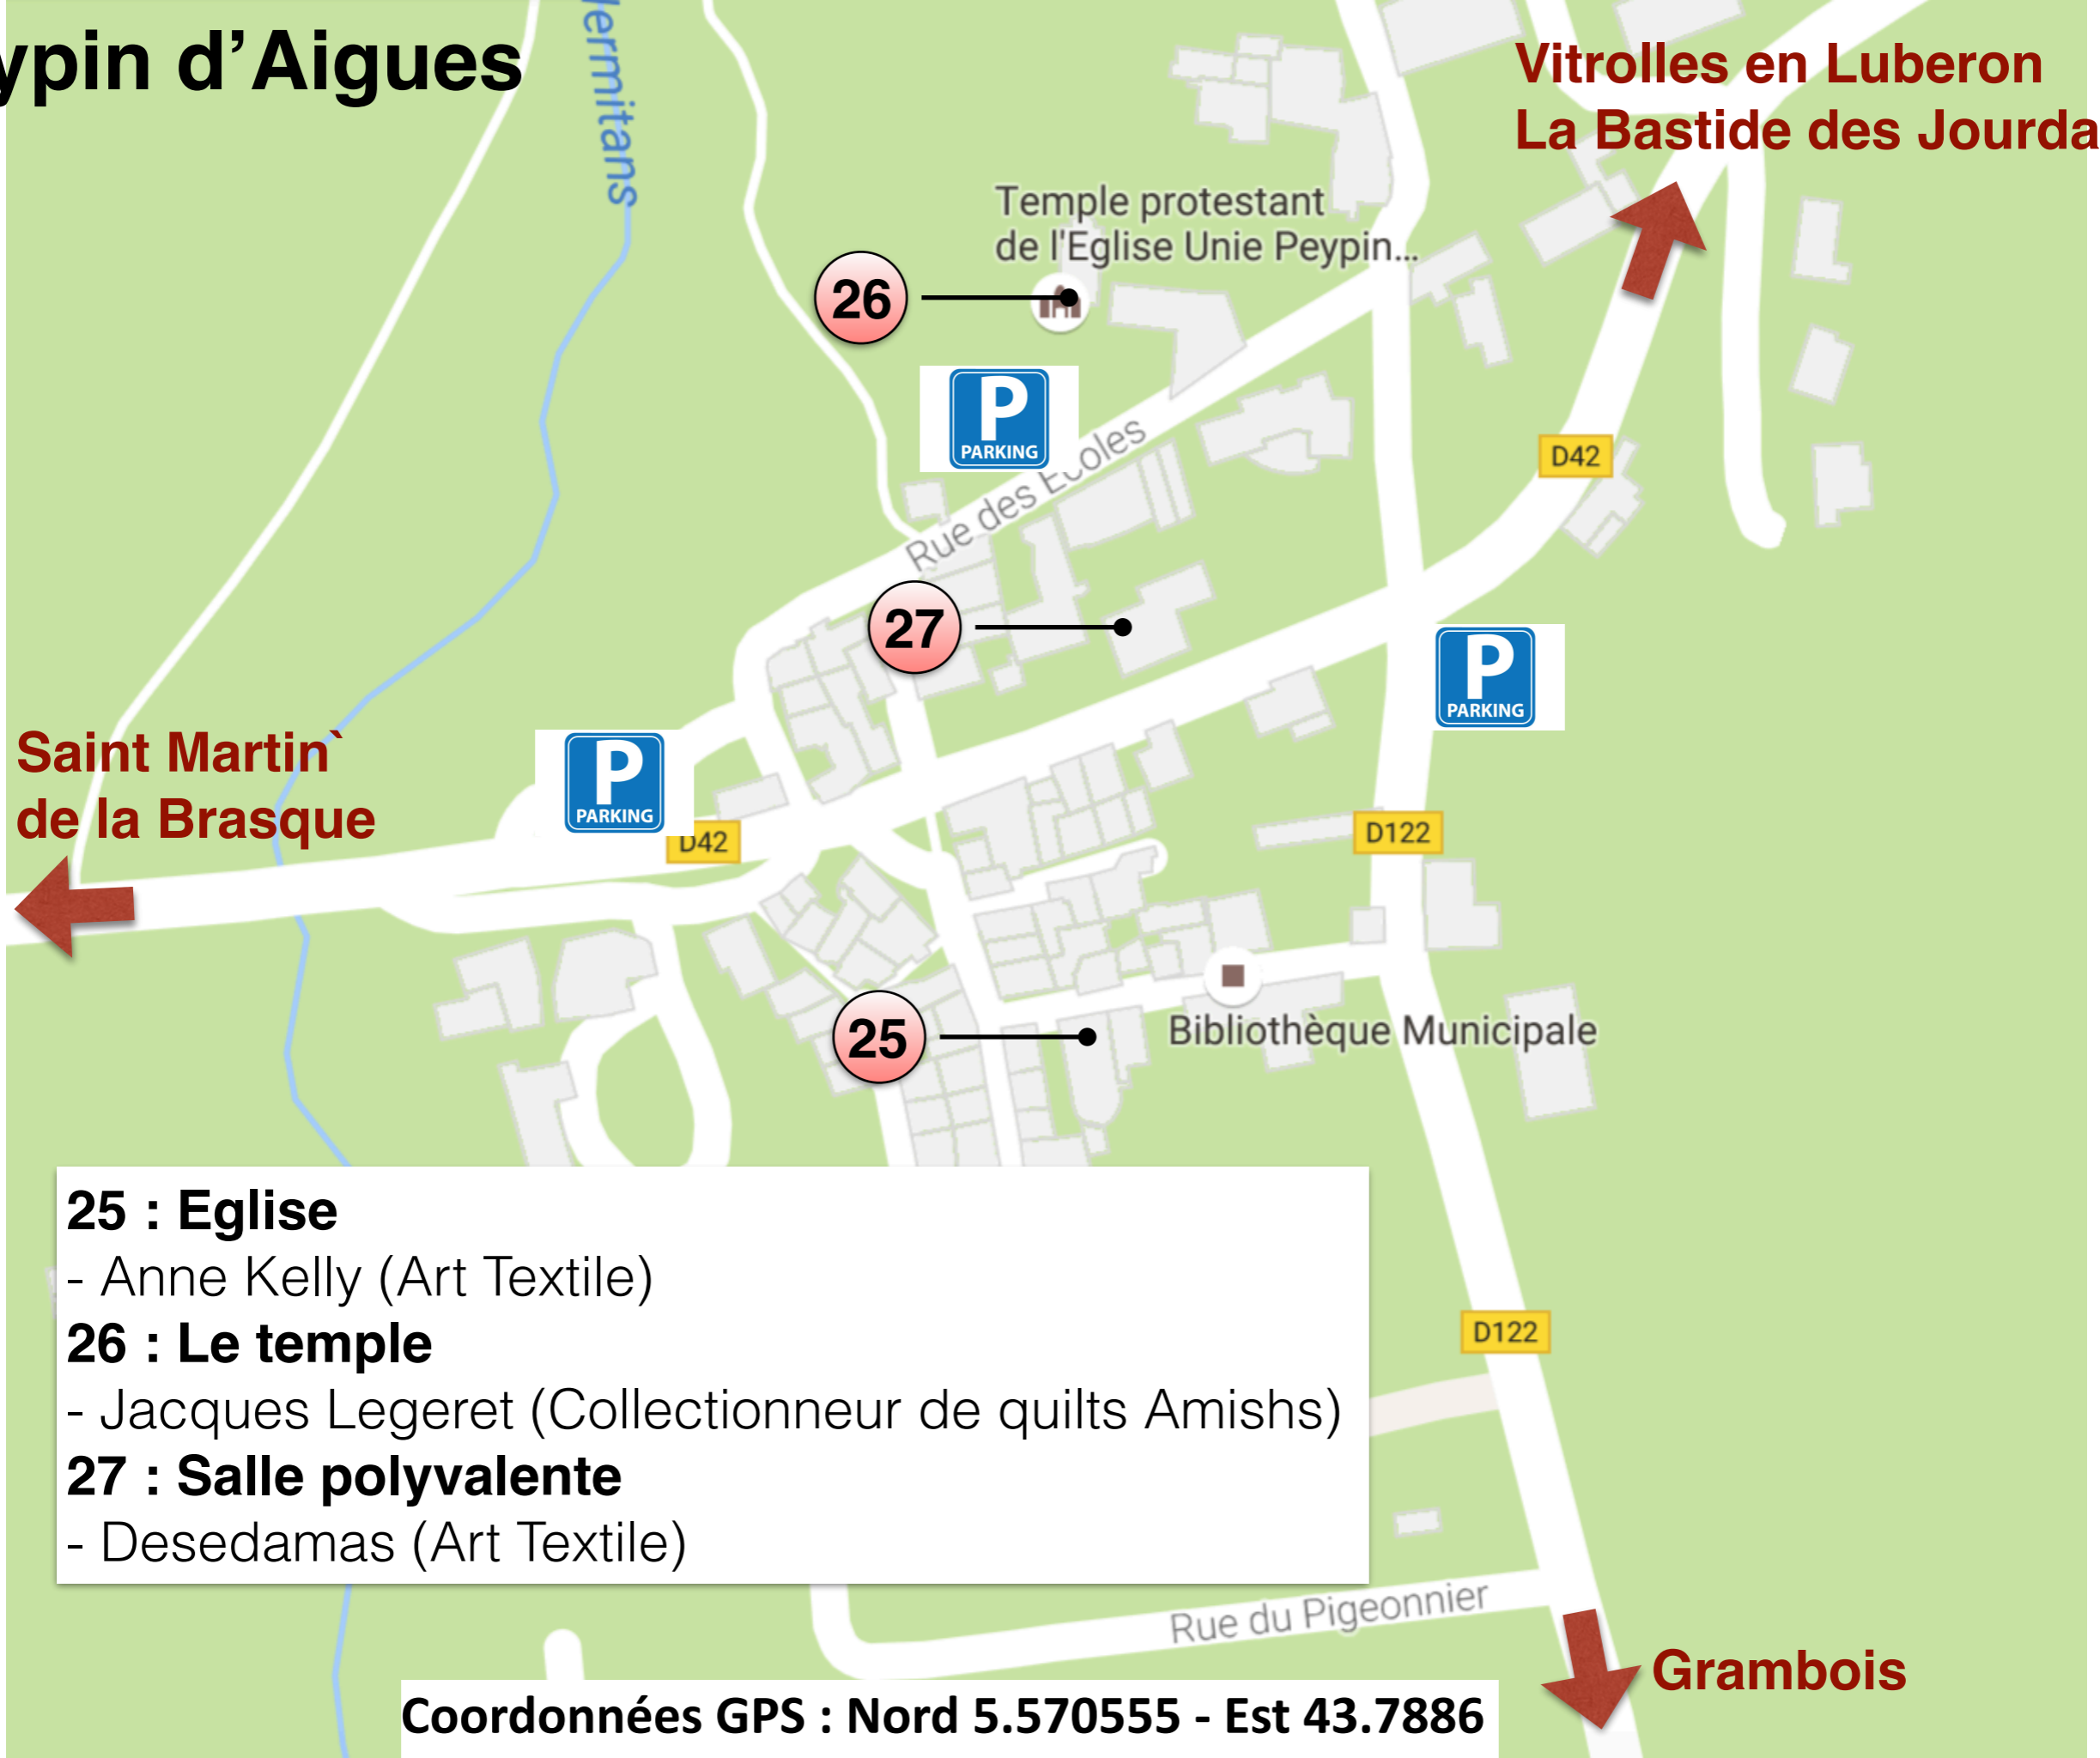 ypin d’Aigues
lermitans
Vitrolles en Luberon
La Bastide des Jourda
Temple protestant
de l'Eglise Unie Peypin...
26
P
PARKING
Rue des Ecoles
D42
27
P
PARKING
Saint Martin`
de la Brasque
P
PARKING
D42
D122
25
Bibliothèque Municipale
25 : Eglise
- Anne Kelly (Art Textile)
26 : Le temple
- Jacques Legeret (Collectionneur de quilts Amishs)
27 : Salle polyvalente
- Desedamas (Art Textile)
D122
Rue du Pigeonnier
Grambois
Coordonnées GPS : Nord 5.570555 - Est 43.7886